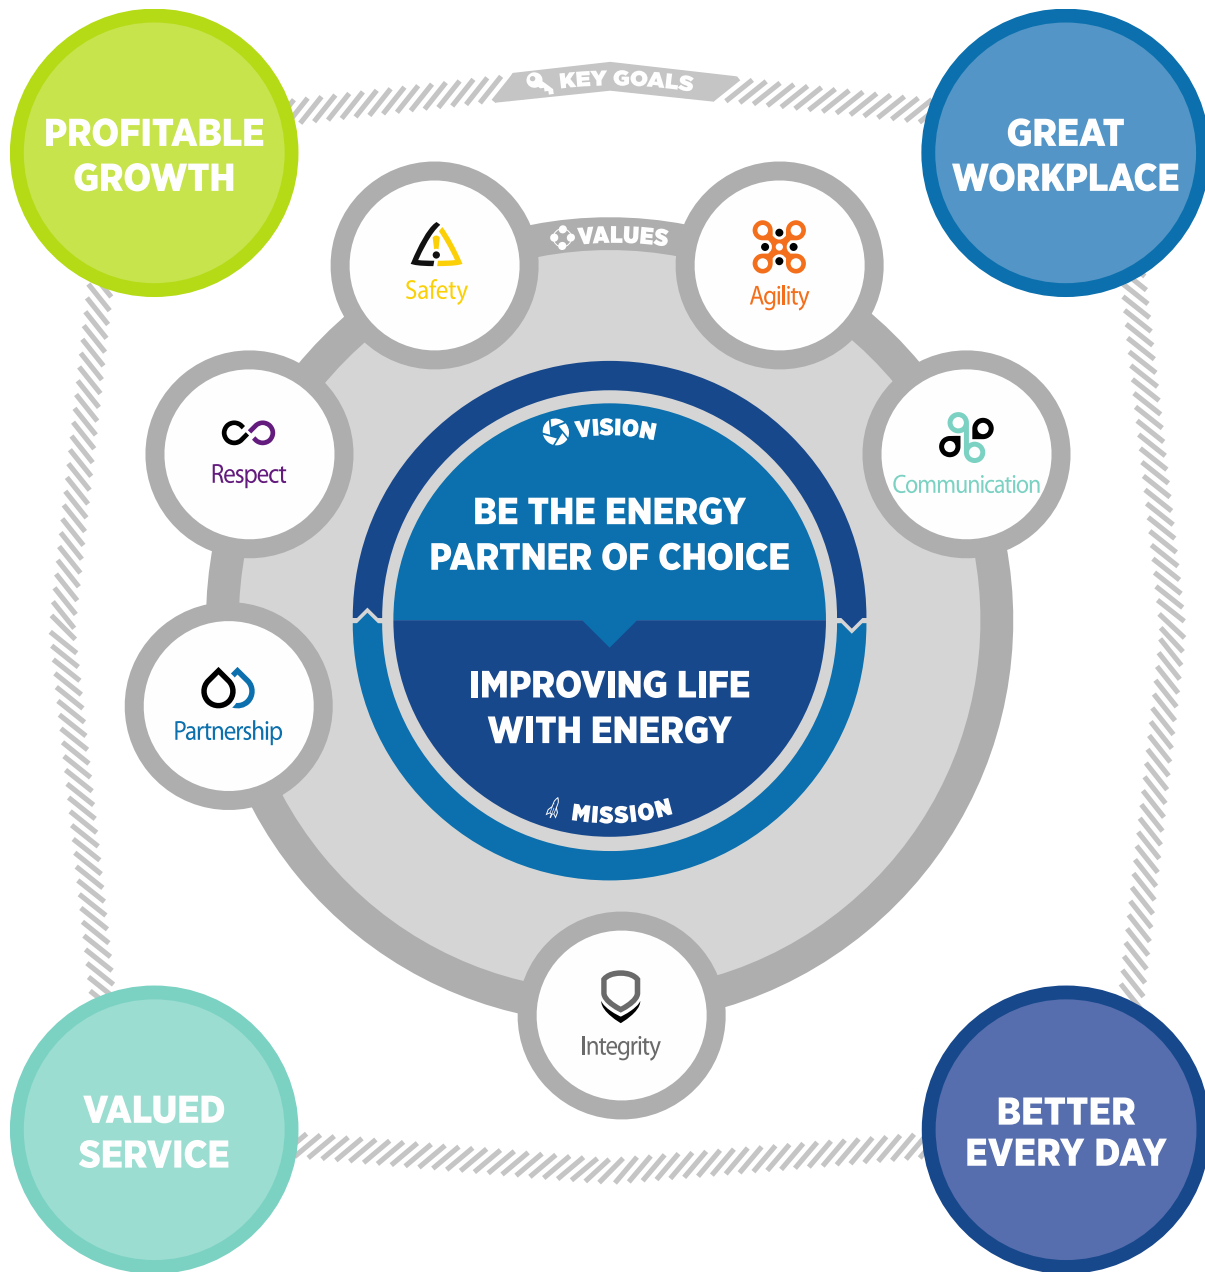 KEY GOALS
PROFITABLE
GROWTH
GREAT
WORKPLACE
VALUES
Safety
Agility
Respect
Communication
VISION
BE THE ENERGY
PARTNER OF CHOICE
IMPROVING LIFE
WITH ENERGY
MISSION
Partnership
Integrity
VALUED
SERVICE
BETTER
EVERY DAY